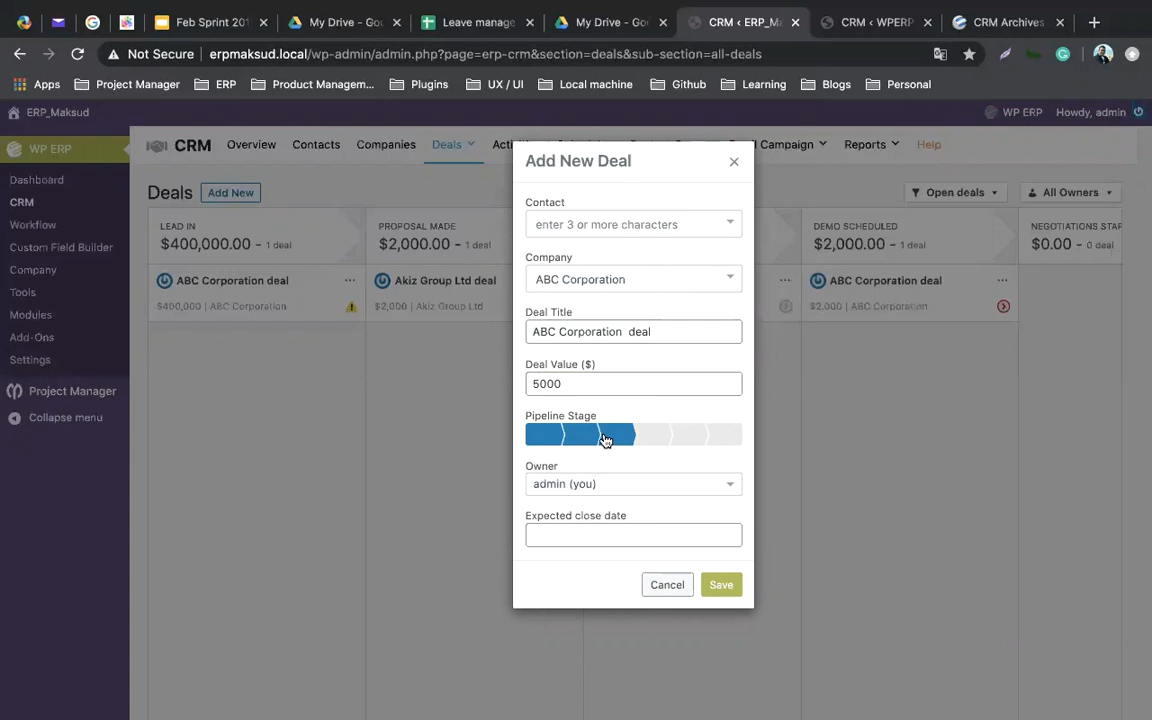 Feb Sprint 201
My Drive - Go
Leave manage
My Drive - Go
CRM ‹ ERP_M
CRM ‹ WPERP
CRM Archives
Not Secure
erpmaksud.local/wp-admin/admin.php?page=erp-crm&section=deals&sub-section=all-deals
Apps
Project Manager
ERP
Product Managem...
Plugins
UX / UI
Local machine
Github
Learning
Blogs
Personal
ERP_Maksud
WP ERP
Howdy, admin
WP ERP
Dashboard
CRM
Workflow
Custom Field Builder
Company
Tools
Modules
Add-Ons
Settings
Project Manager
Collapse menu
CRM
Overview
Contacts
Companies
Deals
Campaign
Reports
Help
Deals
Add New
Open deals
All Owners
LEAD IN
$400,000.00 - 1 deal
PROPOSAL MADE
$2,000.00 - 1 deal
DEMO SCHEDULED
$2,000.00 - 1 deal
NEGOTIATIONS STAR
$0.00 - 0 deal
ABC Corporation deal
$400,000 | ABC Corporation
Akiz Group Ltd deal
$2,000 | Akiz Group Ltd
ABC Corporation deal
$2,000 | ABC Corporation
Add New Deal
Contact
enter 3 or more characters
Company
ABC Corporation
Deal Title
ABC Corporation  deal
Deal Value ($)
5000
Pipeline Stage
Owner
admin (you)
Expected close date
Cancel
Save